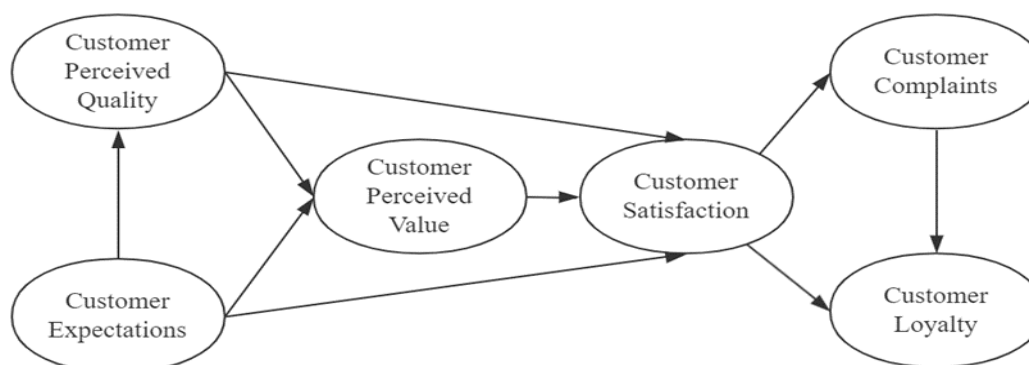 Customer
Perceived
Quality
Customer
Complaints
Customer
Perceived
Value
Customer
Satisfaction
Customer
Expectations
Customer
Loyalty